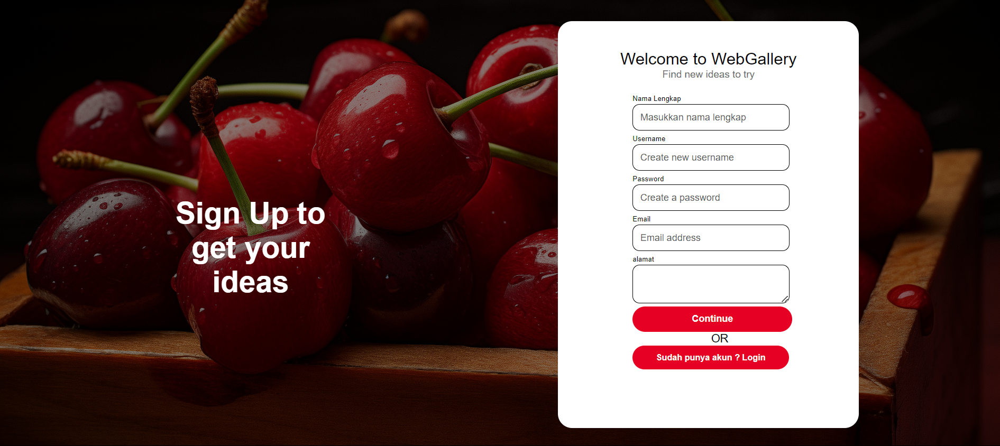 Sign Up to
get your
ideas
Welcome to WebGallery
Find new ideas to try
Nama Lengkap
Masukkan nama lengkap
Username
Create new username
Password
Create a password
Email
Email address
alamat
Continue
OR
Sudah punya akun ? Login